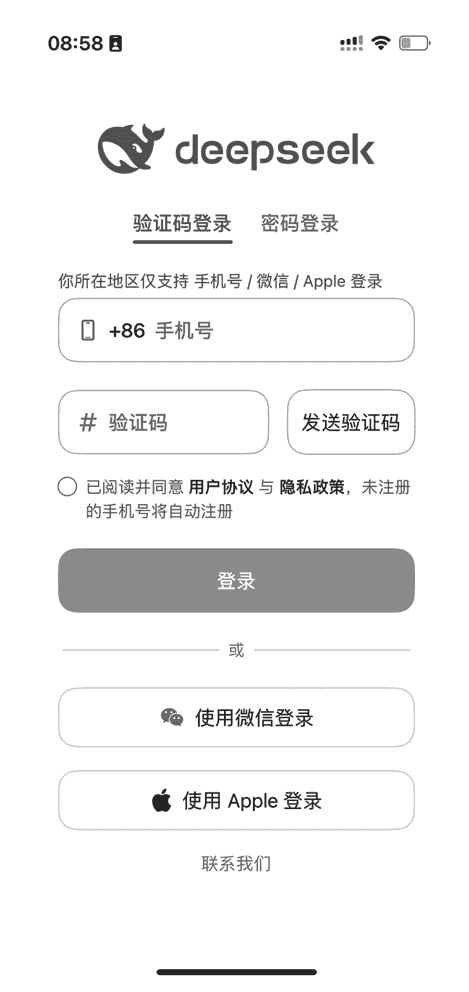 08:58
deepseek
验证码登录 密码登录
你所在地区仅支持 手机号 / 微信 / Apple 登录
+86 手机号
# 验证码 发送验证码
已阅读并同意 用户协议 与 隐私政策，未注册
的手机号将自动注册
登录
或
使用微信登录
使用 Apple 登录
联系我们